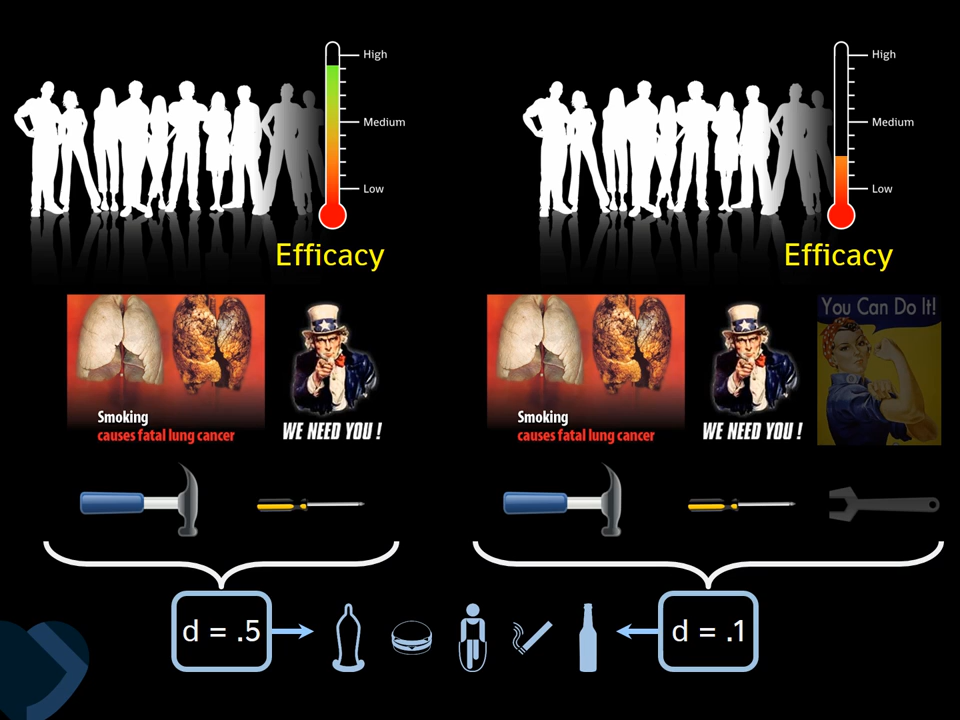 High
Medium
Low
Efficacy
High
Medium
Low
Efficacy
Smoking
causes fatal lung cancer
WE NEED YOU !
Smoking
causes fatal lung cancer
WE NEED YOU !
You Can Do It!
d = .5
d = .1